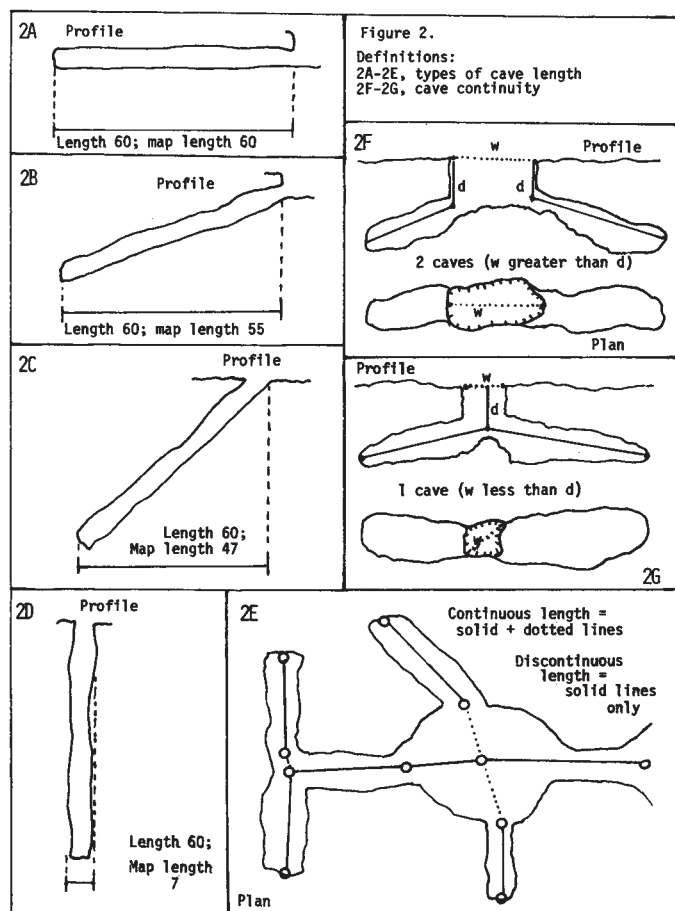 2A
Profile
Length 60; map length 60
Figure 2.
Definitions:
2A-2E, types of cave length
2F-2G, cave continuity
2B
Profile
Length 60; map length 55
2F
w
Profile
d
d
2 caves (w greater than d)
w
Plan
2C
Profile
Length 60;
Map length 47
Profile
w
d
1 cave (w less than d)
w
2G
2D
Profile
Length 60;
Map length
7
2E
Continuous length =
solid + dotted lines
Discontinuous
length =
solid lines
only
Plan